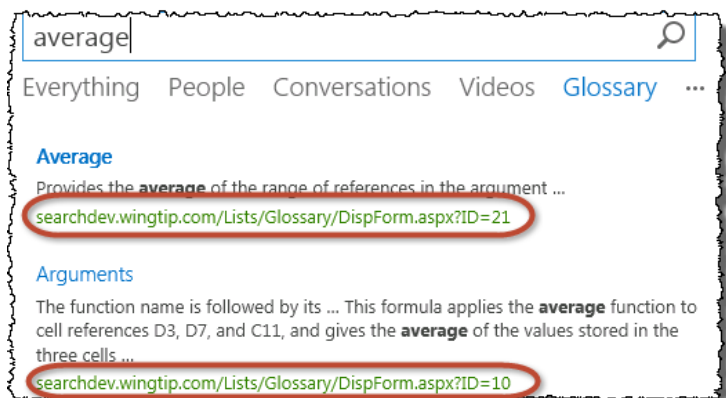 average
Everything People Conversations Videos Glossary ...
Average
Provides the average of the range of references in the argument ...
searchdev.wingtip.com/Lists/Glossary/DispForm.aspx?ID=21
Arguments
The function name is followed by its ... This formula applies the average function to
cell references D3, D7, and C11, and gives the average of the values stored in the
three cells ...
searchdev.wingtip.com/Lists/Glossary/DispForm.aspx?ID=10